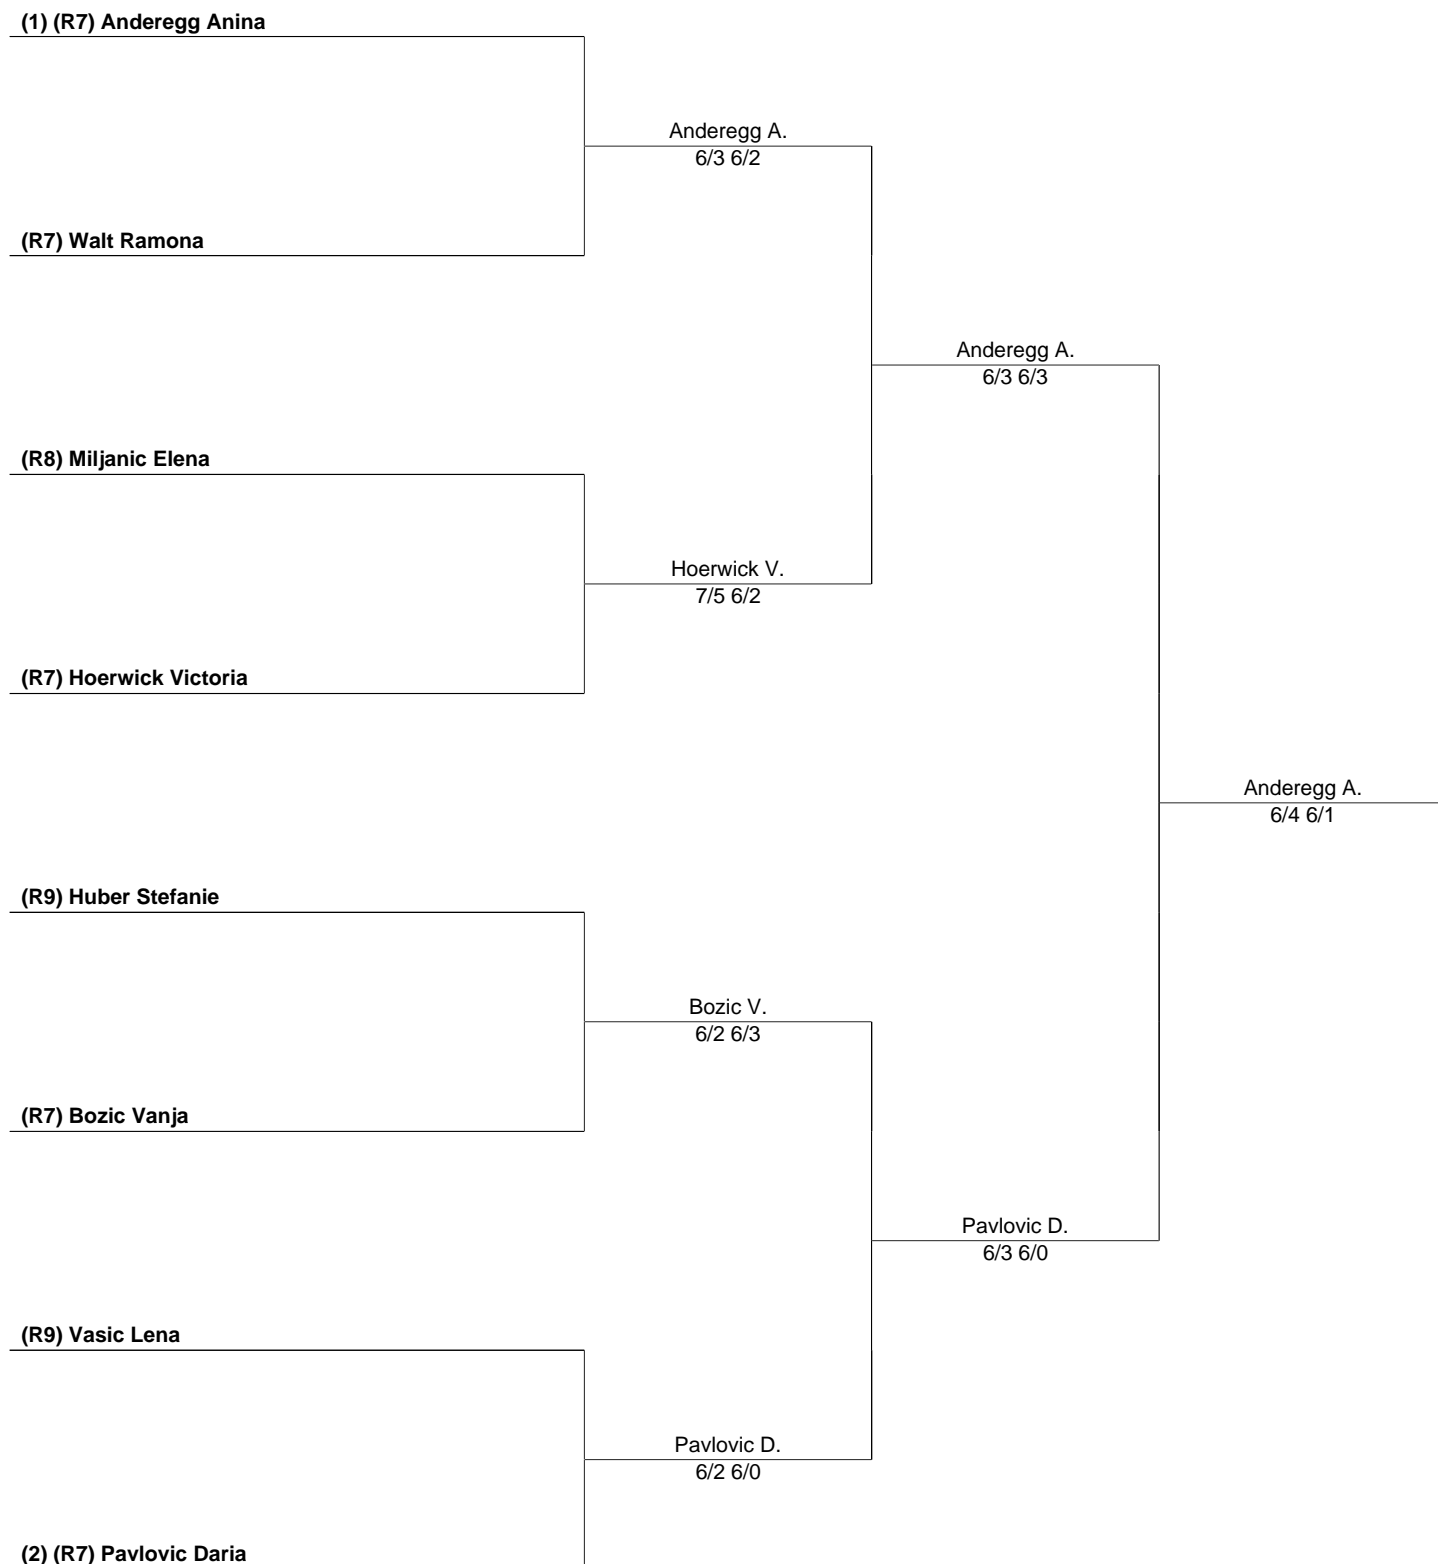 (1) (R7) Anderegg Anina
Anderegg A.
6/3 6/2
(R7) Walt Ramona
Anderegg A.
6/3 6/3
(R8) Miljanic Elena
Hoerwick V.
7/5 6/2
(R7) Hoerwick Victoria
Anderegg A.
6/4 6/1
(R9) Huber Stefanie
Bozic V.
6/2 6/3
(R7) Bozic Vanja
Pavlovic D.
6/3 6/0
(R9) Vasic Lena
Pavlovic D.
6/2 6/0
(2) (R7) Pavlovic Daria